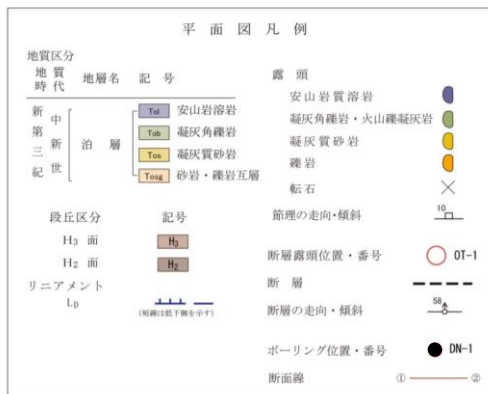 平面図凡例
地質区分
地質時代 地層名 記号
新第三紀 中新世 泊層
Tal 安山岩溶岩
Tob 凝灰角礫岩
Tos 凝灰質砂岩
Tosg 砂岩・礫岩互層
段丘区分 記号
H₃ 面 H₃
H₂ 面 H₂
リニアメント
L_D
(短線は低下側を示す)
露頭
安山岩質溶岩
凝灰角礫岩・火山礫凝灰岩
凝灰質砂岩
礫岩
転石
節理の走向・傾斜 10
断層露頭位置・番号 OT-1
断層
断層の走向・傾斜 58
ボーリング位置・番号 DN-1
断面線 ① ②